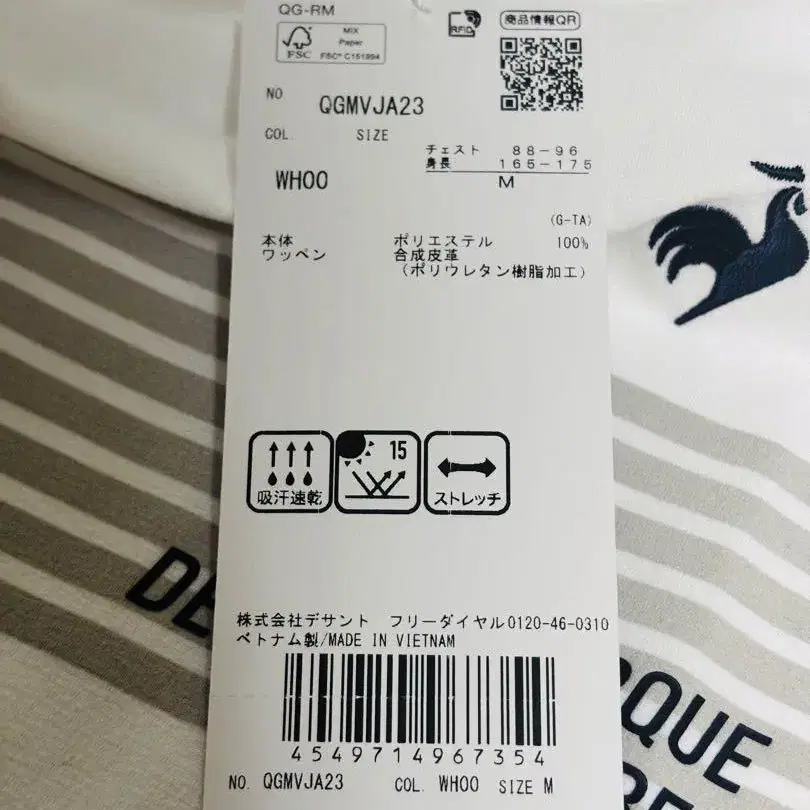 QG-RM
FSC
MIX
Paper
FSC® C151994
RFID
商品情報QR
NO QGMVJA23
COL. SIZE
チェスト 88-96
身長 165-175
WH00 M
(G-TA)
本体 ポリエステル 100%
ワッペン 合成皮革
(ポリウレタン樹脂加工)
15
吸汗速乾 ストレッチ
DE
株式会社デサント フリーダイヤル0120-46-0310
ベトナム製/MADE IN VIETNAM
4549714967354
NO. QGMVJA23 COL. WH00 SIZE M
QUE